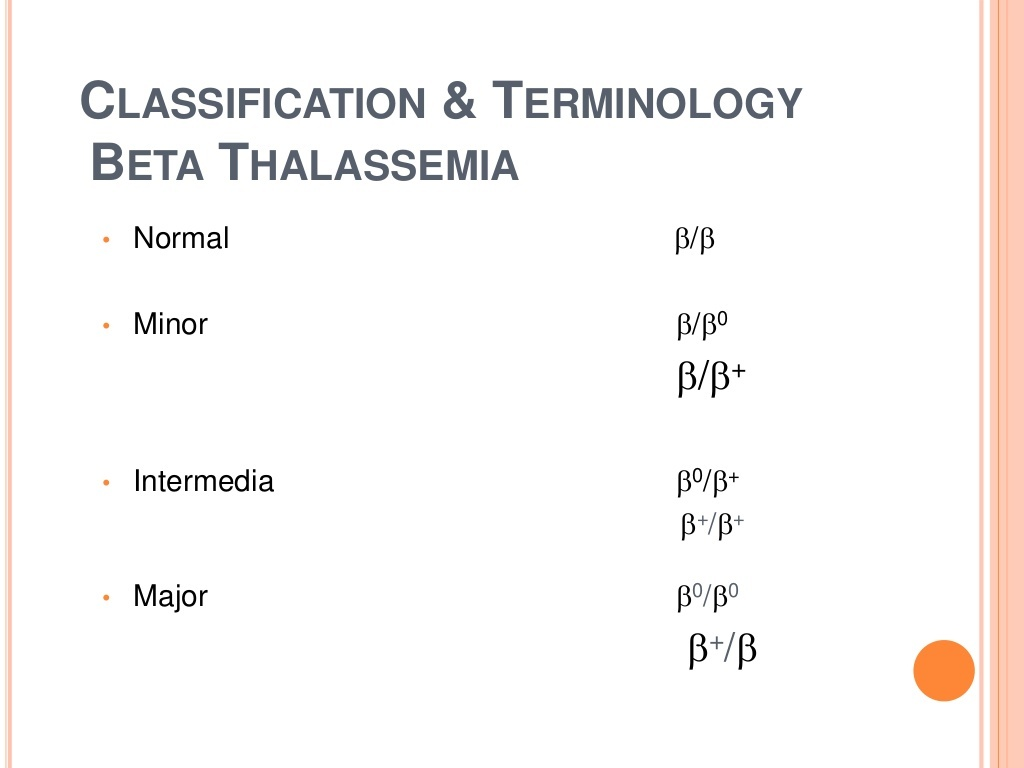 CLASSIFICATION & TERMINOLOGY
BETA THALASSEMIA
• Normal β/β
• Minor β/β⁰
β/β⁺
• Intermedia β⁰/β⁺
β⁺/β⁺
• Major β⁰/β⁰
β⁺/β